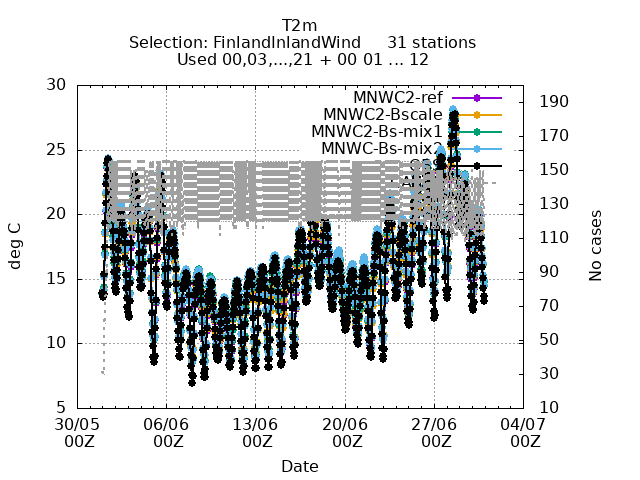 T2m
Selection: FinlandInlandWind 31 stations
Used 00,03,...,21 + 00 01 ... 12
MNWC2-ref
MNWC2-Bscale
MNWC2-Bs-mix1
MNWC-Bs-mix2
30
25
20
15
10
5
deg C
190
170
150
130
110
90
70
50
30
10
No cases
30/05 06/06 13/06 20/06 27/06 04/07
00Z 00Z 00Z 00Z 00Z 00Z
Date